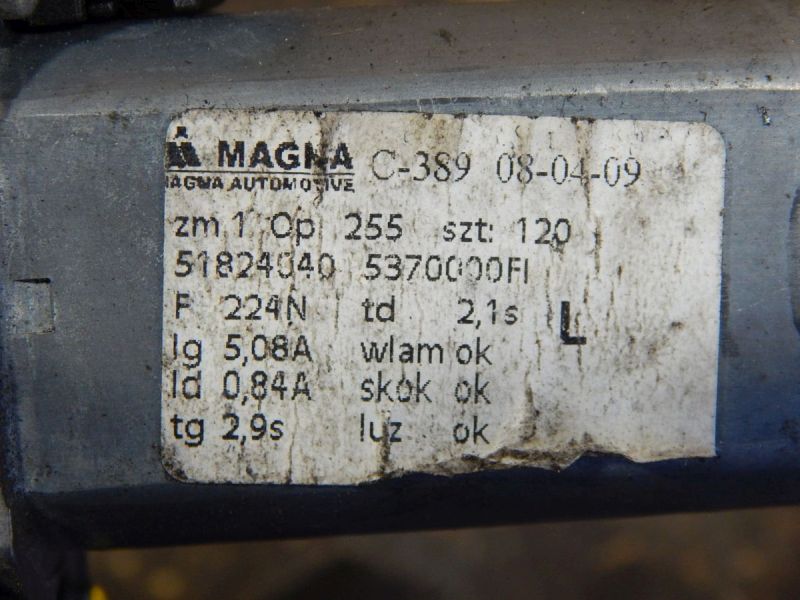 MAGNA C-389 08-04-09
MAGNA AUTOMOTIVE
zm 1 Op: 255 szt: 120
51824040 5370000FI
F 224N td 2,1s L
Ig 5,08A wlam ok
Id 0,84A skok ok
tg 2,9s luz ok